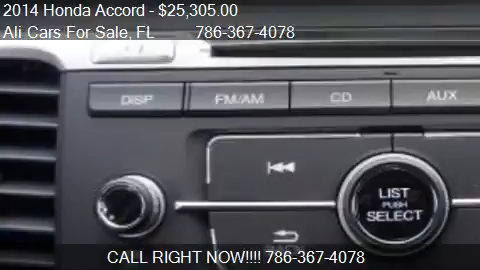 2014 Honda Accord - $25,305.00
Ali Cars For Sale, FL 786-367-4078
DISP FM/AM CD AUX
LIST
PUSH
SELECT
BACK
CALL RIGHT NOW!!!! 786-367-4078